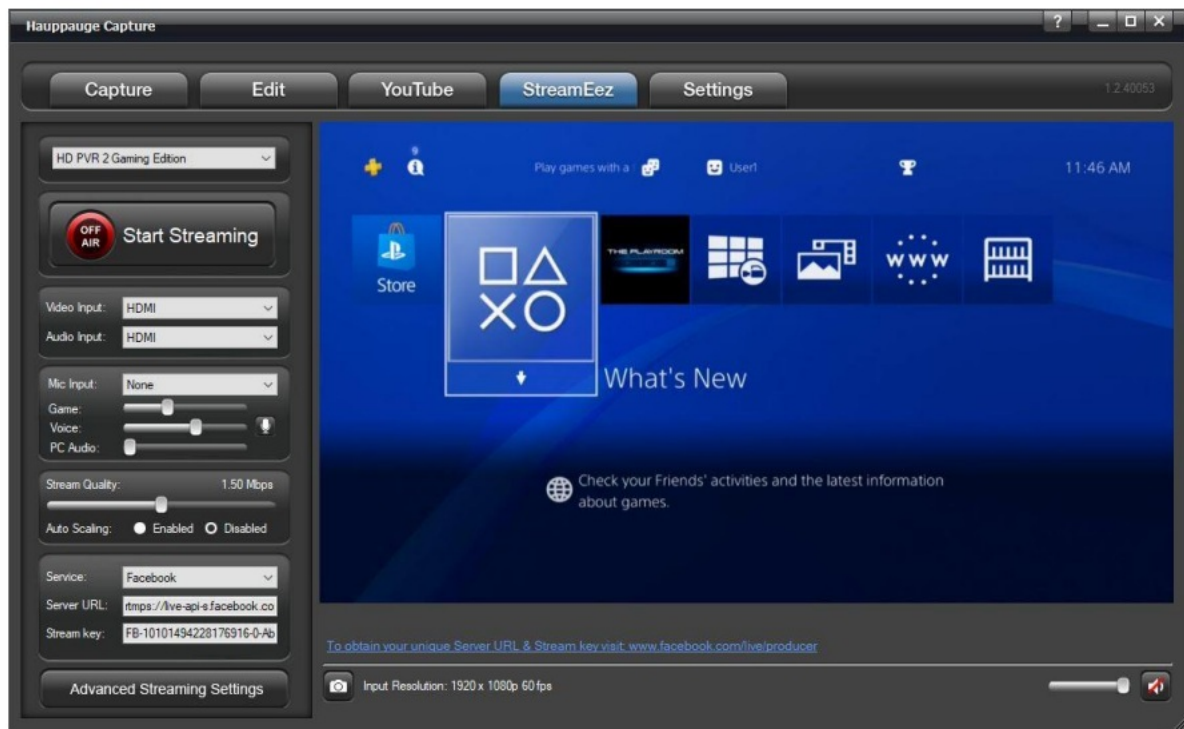 Hauppauge Capture
?
Capture
Edit
YouTube
StreamEez
Settings
1.2.40053
HD PVR 2 Gaming Edition
OFF AIR
Start Streaming
Video Input: HDMI
Audio Input: HDMI
Mic Input: None
Game:
Voice:
PC Audio:
Stream Quality: 1.50 Mbps
Auto Scaling: Enabled Disabled
Service: Facebook
Server URL: rtmps://live-api-s.facebook.co
Stream key: FB-10101494228176916-0-Ab
Advanced Streaming Settings
9
Play games with a
User1
11:46 AM
Store
THE PLAYROOM
www
What's New
Check your Friends' activities and the latest information
about games.
To obtain your unique Server URL & Stream key visit: www.facebook.com/live/producer
Input Resolution: 1920 x 1080p 60 fps